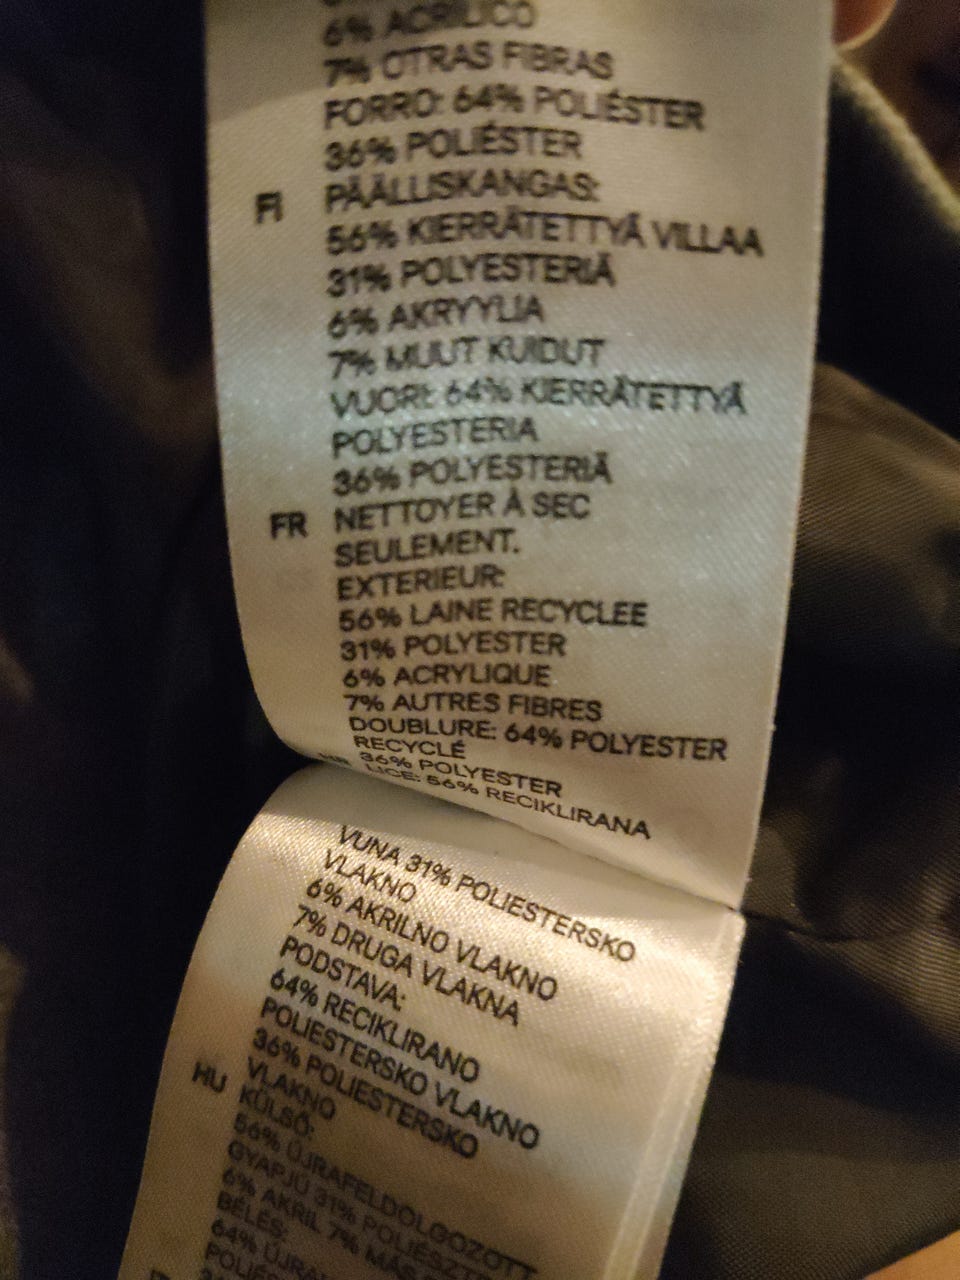 6% ACRÍLICO
7% OTRAS FIBRAS
FORRO: 64% POLIÉSTER
36% POLIÉSTER
FI PÄÄLLISKANGAS:
56% KIERRÄTETTYÄ VILLAA
31% POLYESTERIÄ
6% AKRYYLIA
7% MUUT KUIDUT
VUORI: 64% KIERRÄTETTYÄ
POLYESTERIA
36% POLYESTERIÄ
FR NETTOYER À SEC
SEULEMENT.
EXTERIEUR:
56% LAINE RECYCLEE
31% POLYESTER
6% ACRYLIQUE
7% AUTRES FIBRES
DOUBLURE: 64% POLYESTER
RECYCLÉ
36% POLYESTER
HR LICE: 56% RECIKLIRANA
VUNA 31% POLIESTERSKO
VLAKNO
6% AKRILNO VLAKNO
7% DRUGA VLAKNA
PODSTAVA:
64% RECIKLIRANO
POLIESTERSKO VLAKNO
36% POLIESTERSKO
VLAKNO
HU KÜLSŐ:
56% ÚJRAFELDOLGOZOTT
GYAPJÚ 31% POLIÉSZT
6% AKRIL 7% MÁS
BÉLÉS:
64% ÚJRA